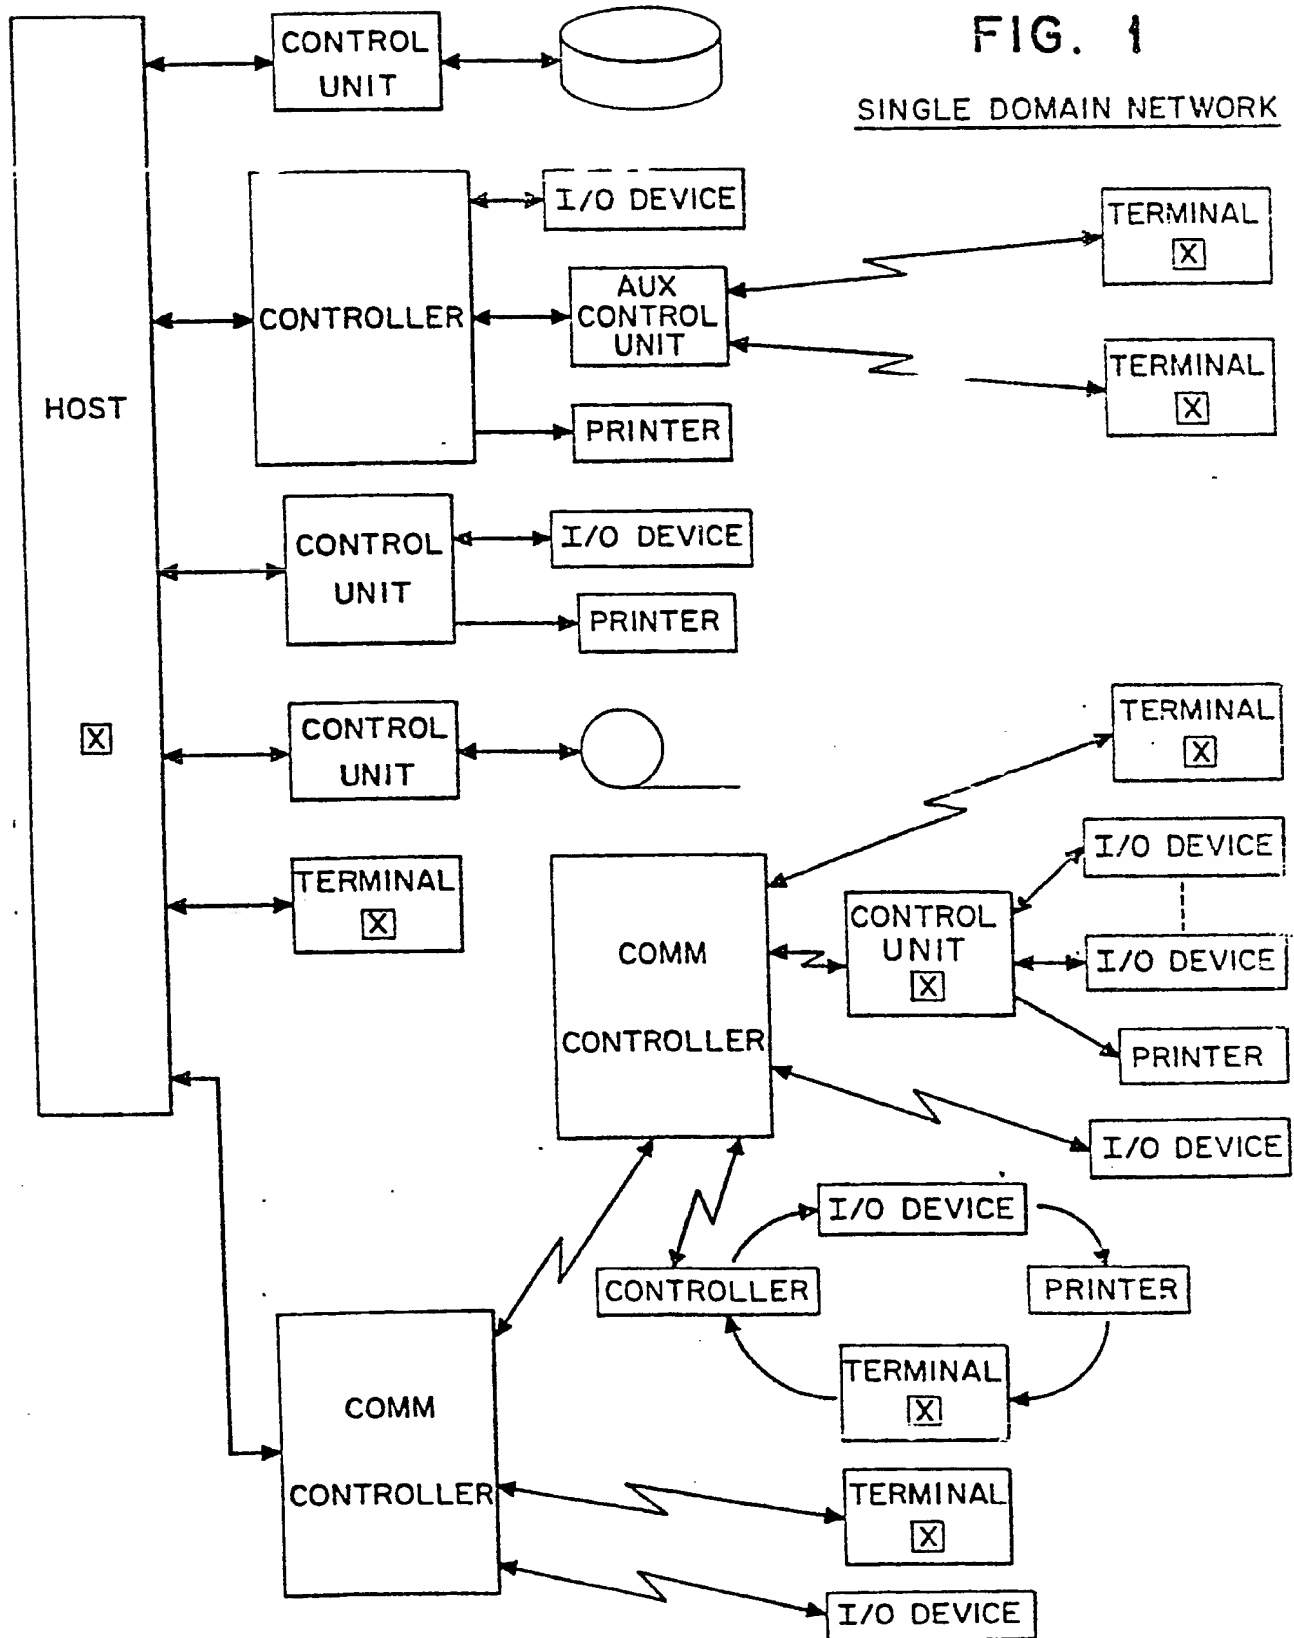 FIG. 1
SINGLE DOMAIN NETWORK
HOST
X
CONTROL
UNIT
CONTROLLER
I/O DEVICE
AUX
CONTROL
UNIT
PRINTER
TERMINAL
X
TERMINAL
X
CONTROL
UNIT
I/O DEVICE
PRINTER
CONTROL
UNIT
TERMINAL
X
COMM
CONTROLLER
TERMINAL
X
CONTROL
UNIT
X
I/O DEVICE
I/O DEVICE
PRINTER
I/O DEVICE
CONTROLLER
I/O DEVICE
PRINTER
TERMINAL
X
COMM
CONTROLLER
TERMINAL
X
I/O DEVICE